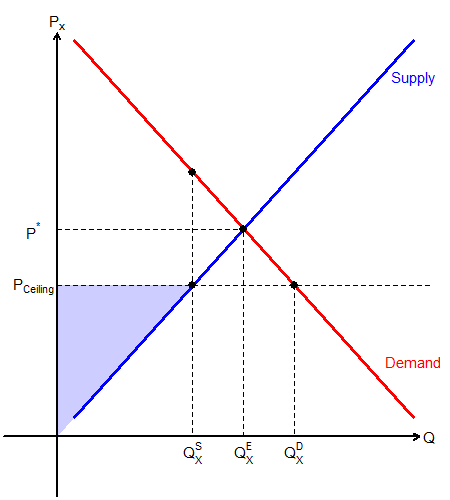 Px
Supply
P*
PCeiling
Demand
Q
QXS
QXE
QXD